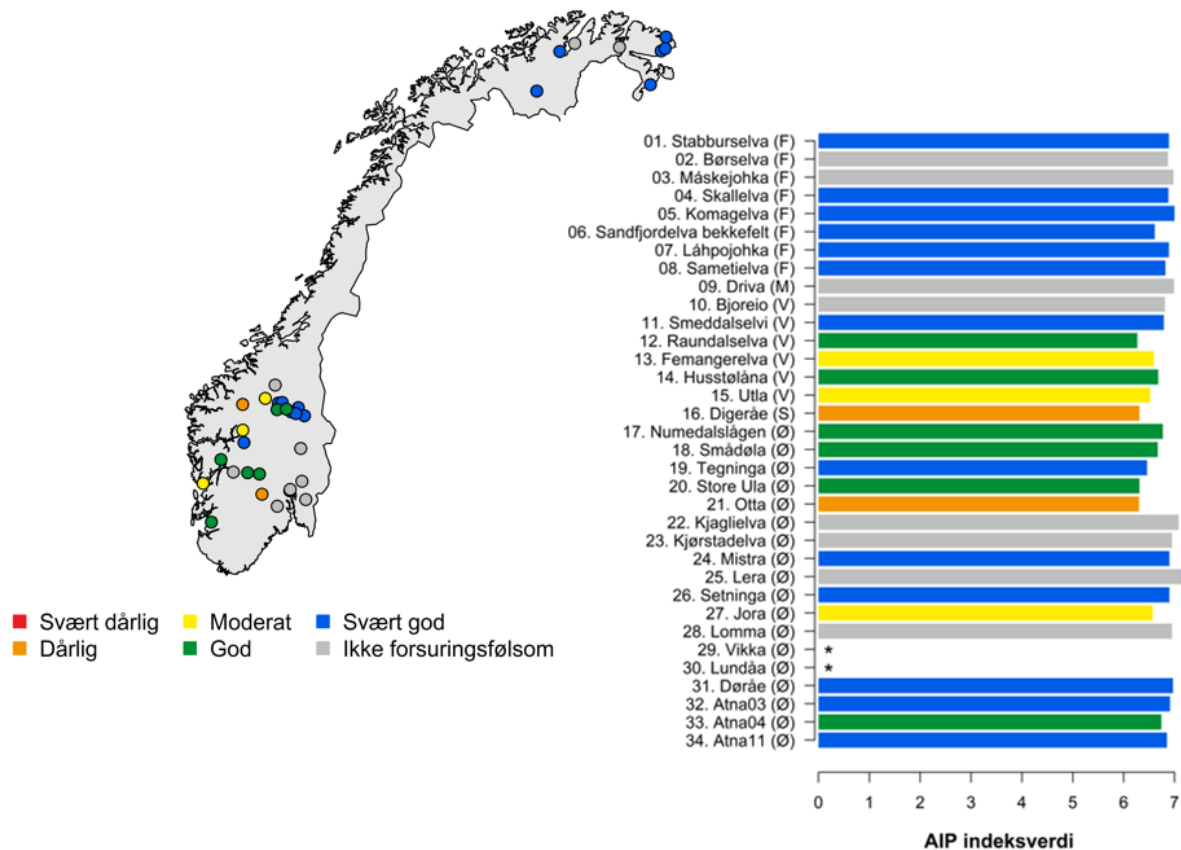 01. Stabburselva (F)
02. Børselva (F)
03. Máskejohka (F)
04. Skallelva (F)
05. Komagelva (F)
06. Sandfjordelva bekkefelt (F)
07. Láhpojohka (F)
08. Sametielva (F)
09. Driva (M)
10. Bjoreio (V)
11. Smeddalselvi (V)
12. Raundalselva (V)
13. Femangerelva (V)
14. Husstølåna (V)
15. Utla (V)
16. Digeråe (S)
17. Numedalslågen (Ø)
18. Smådøla (Ø)
19. Tegninga (Ø)
20. Store Ula (Ø)
21. Otta (Ø)
22. Kjaglielva (Ø)
23. Kjørstadelva (Ø)
24. Mistra (Ø)
25. Lera (Ø)
26. Setninga (Ø)
27. Jora (Ø)
28. Lomma (Ø)
29. Vikka (Ø) *
30. Lundåa (Ø) *
31. Døråe (Ø)
32. Atna03 (Ø)
33. Atna04 (Ø)
34. Atna11 (Ø)
0 1 2 3 4 5 6 7
AIP indeksverdi
Svært dårlig Moderat Svært god
Dårlig God Ikke forsuringsfølsom